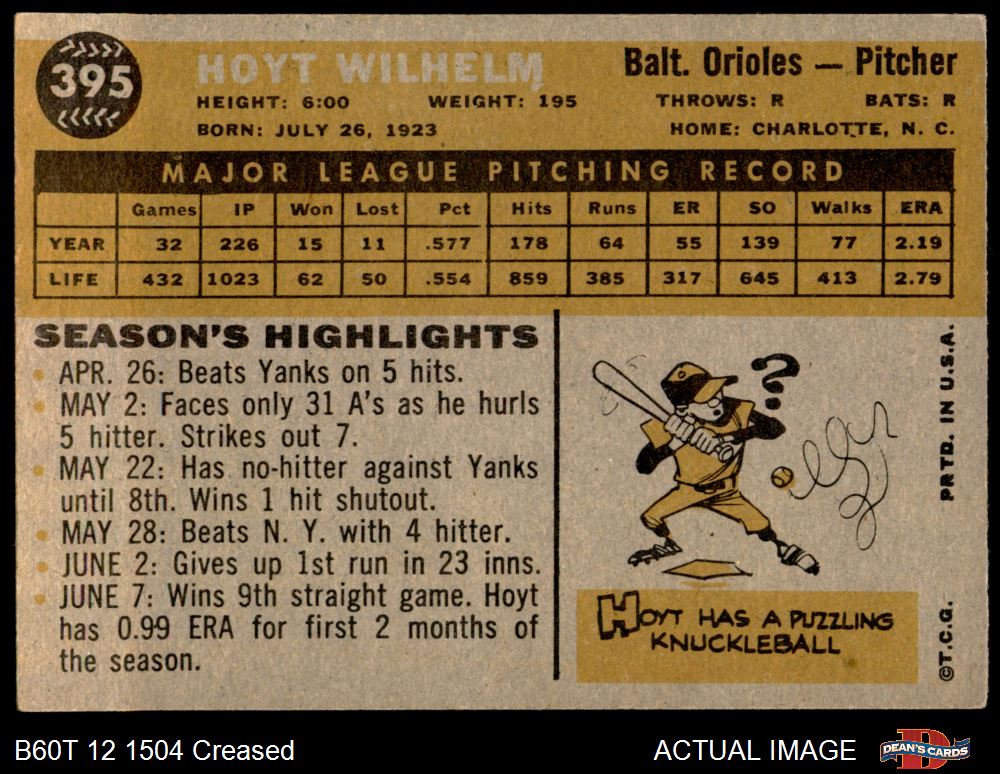 395
HOYT WILHELM
Balt. Orioles — Pitcher
HEIGHT: 6:00 WEIGHT: 195 THROWS: R BATS: R
BORN: JULY 26, 1923 HOME: CHARLOTTE, N. C.
MAJOR LEAGUE PITCHING RECORD
Games IP Won Lost Pct Hits Runs ER SO Walks ERA
YEAR 32 226 15 11 .577 178 64 55 139 77 2.19
LIFE 432 1023 62 50 .554 859 385 317 645 413 2.79
SEASON'S HIGHLIGHTS
• APR. 26: Beats Yanks on 5 hits.
• MAY 2: Faces only 31 A's as he hurls
5 hitter. Strikes out 7.
• MAY 22: Has no-hitter against Yanks
until 8th. Wins 1 hit shutout.
• MAY 28: Beats N. Y. with 4 hitter.
• JUNE 2: Gives up 1st run in 23 inns.
• JUNE 7: Wins 9th straight game. Hoyt
has 0.99 ERA for first 2 months of
the season.
?
HOYT HAS A PUZZLING
KNUCKLEBALL
PRTD. IN U.S.A.
©T.C.G.
B60T 12 1504 Creased
ACTUAL IMAGE
DEAN'S CARDS